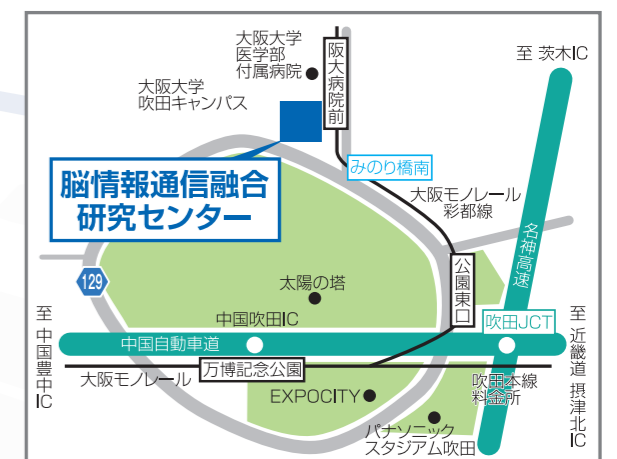 大阪大学
医学部
付属病院
阪大病院前
至 茨木IC
大阪大学
吹田キャンパス
脳情報通信融合
研究センター
みのり橋南
大阪モノレール
彩都線
名神高速
129
太陽の塔
公園東口
中国吹田IC
吹田JCT
至 中国豊中IC
中国自動車道
至 近畿道 摂津北IC
大阪モノレール
万博記念公園
吹田本線
料金所
EXPOCITY
パナソニック
スタジアム吹田